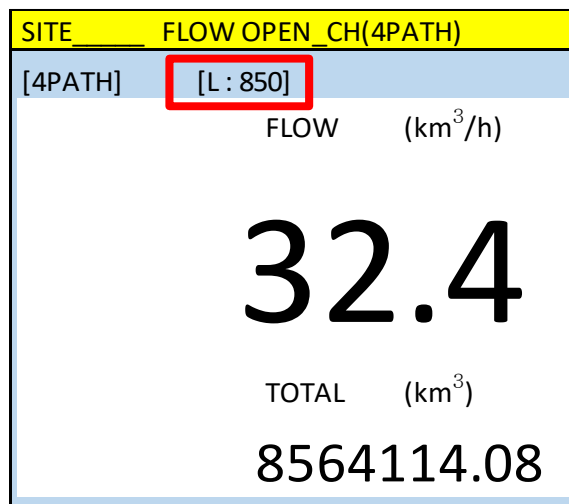 SITE_____ FLOW OPEN_CH(4PATH)
[4PATH] [L : 850]
FLOW (km³/h)
32.4
TOTAL (km³)
8564114.08